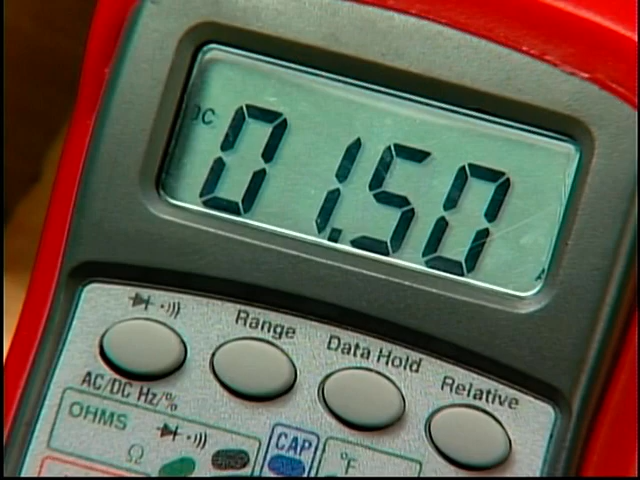 DC 01.50
Range
Data Hold
Relative
AC/DC Hz/%
OHMS
Ω
CAP
°F